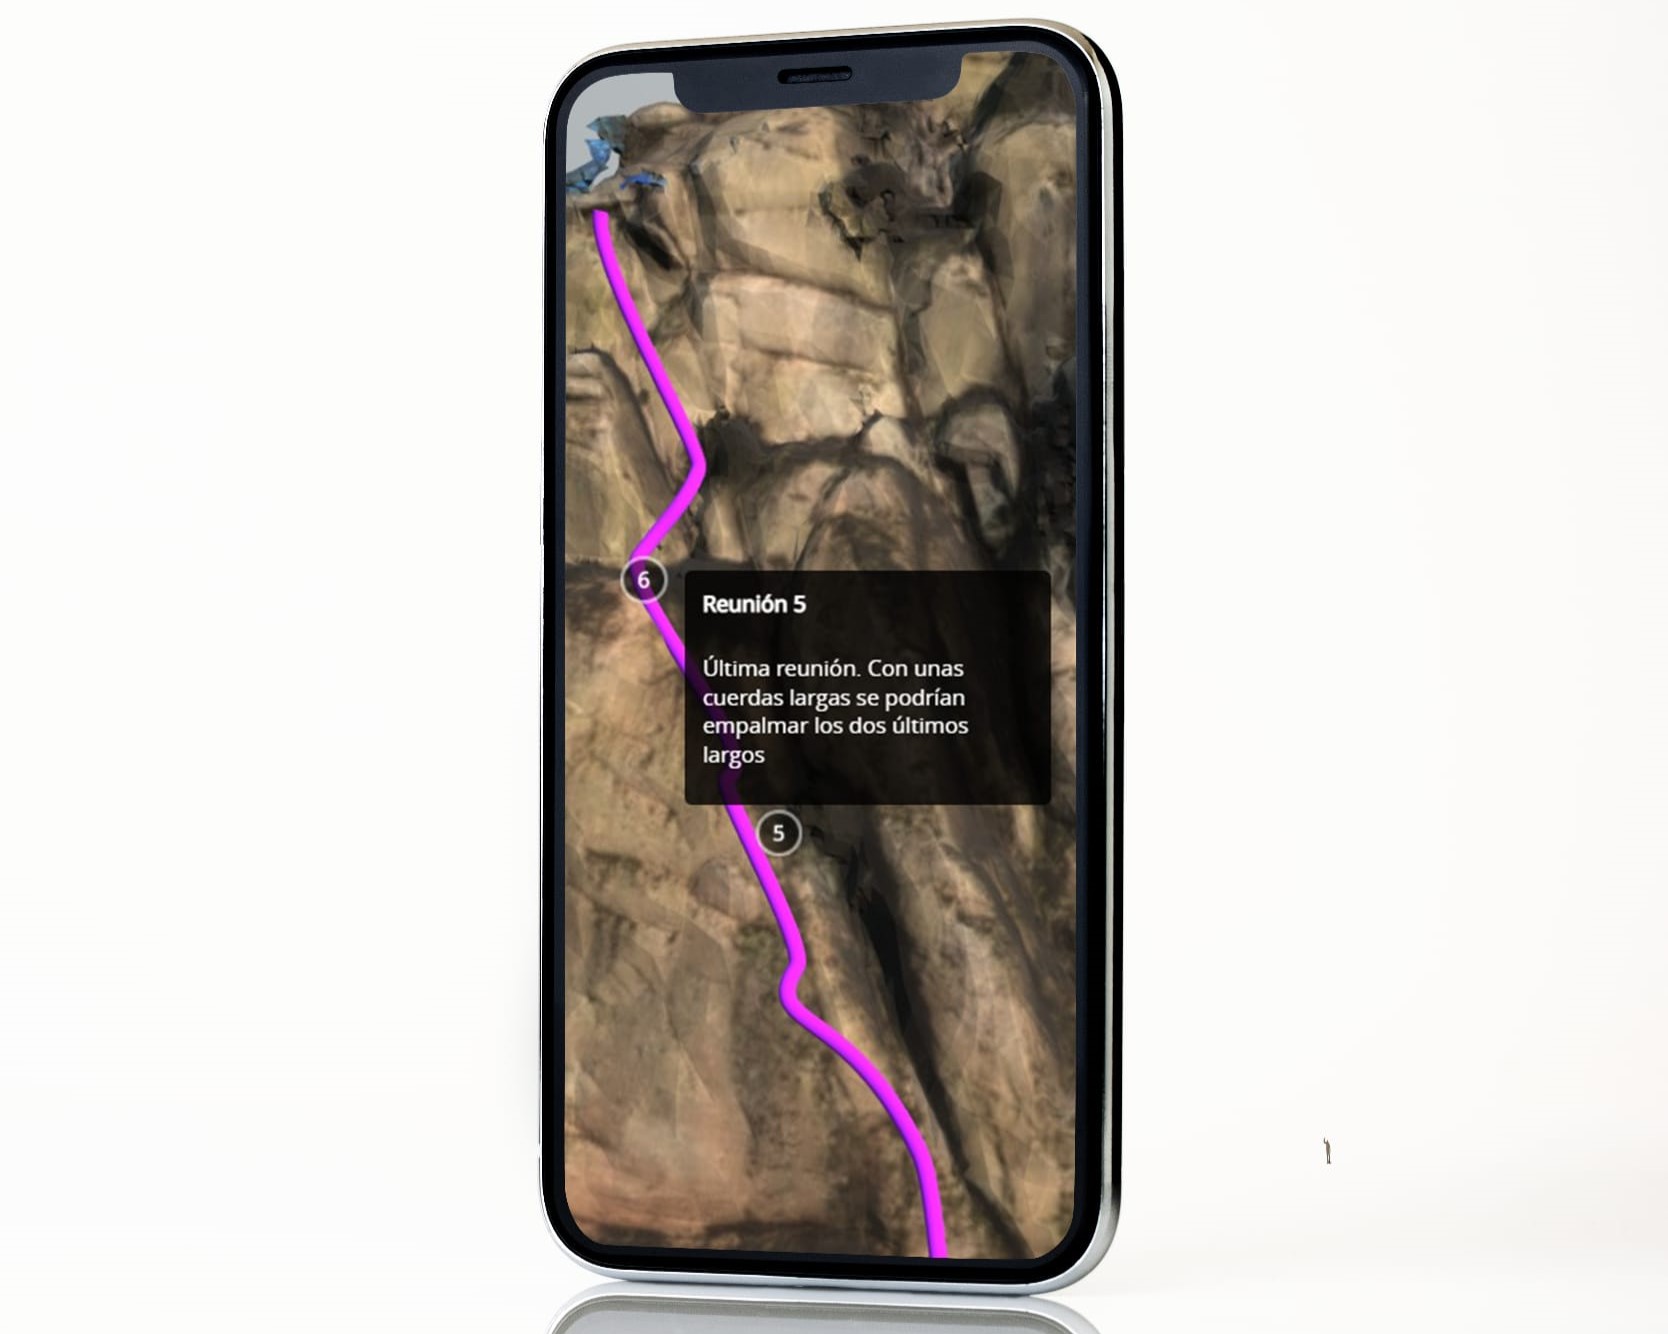 6
Reunión 5
Última reunión. Con unas
cuerdas largas se podrían
empalmar los dos últimos
largos
5